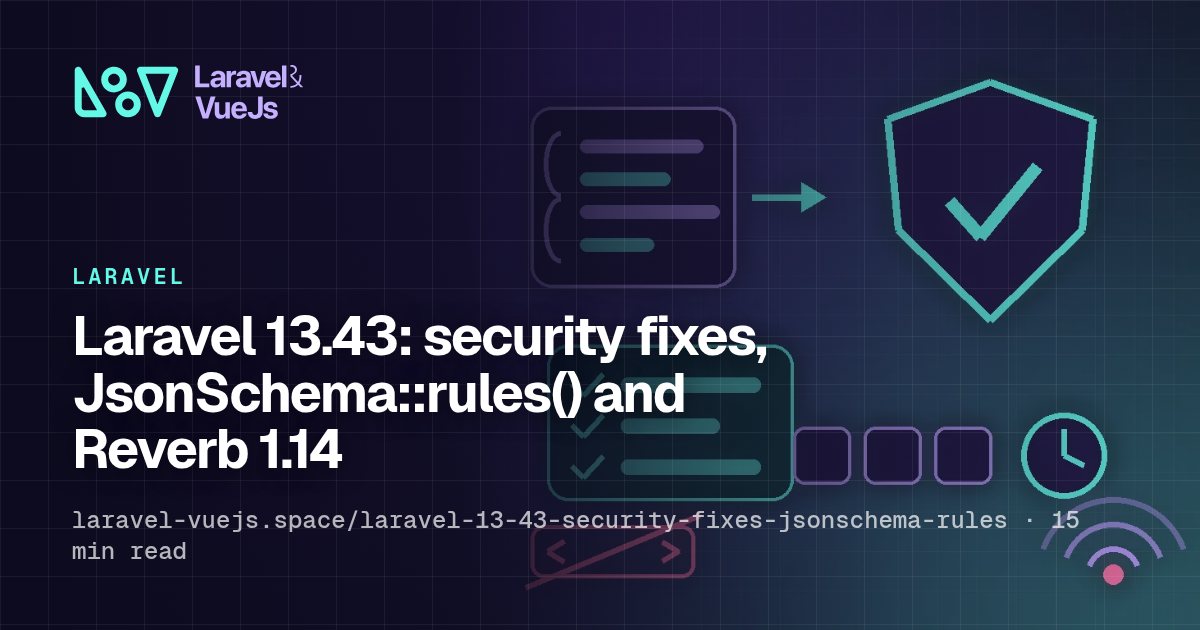 Laravel&
VueJs
LARAVEL
Laravel 13.43: security fixes,
JsonSchema::rules() and
Reverb 1.14
laravel-vuejs.space/laravel-13-43-security-fixes-jsonschema-rules · 15
min read